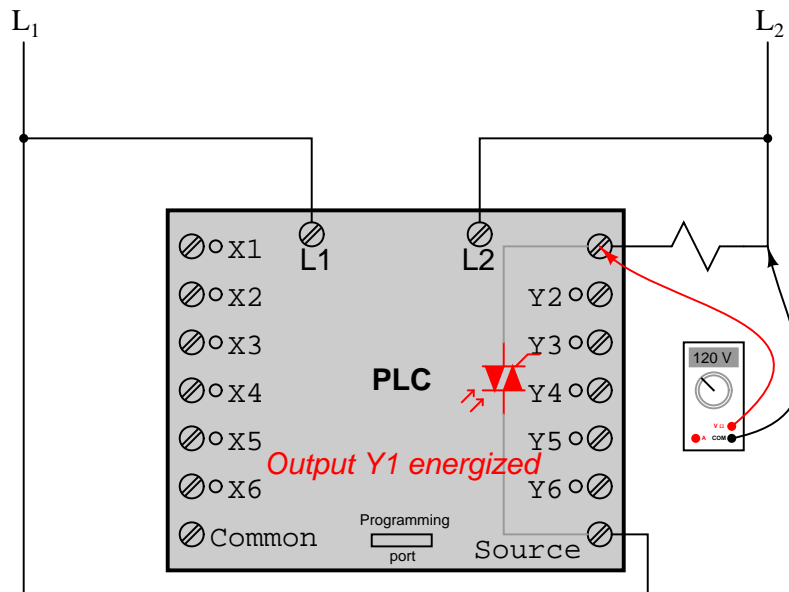 L1
L2
L1
L2
X1
X2
X3
X4
X5
X6
Common
PLC
Output Y1 energized
Programming
port
Y2
Y3
Y4
Y5
Y6
Source
120 V
V Ω
A
COM